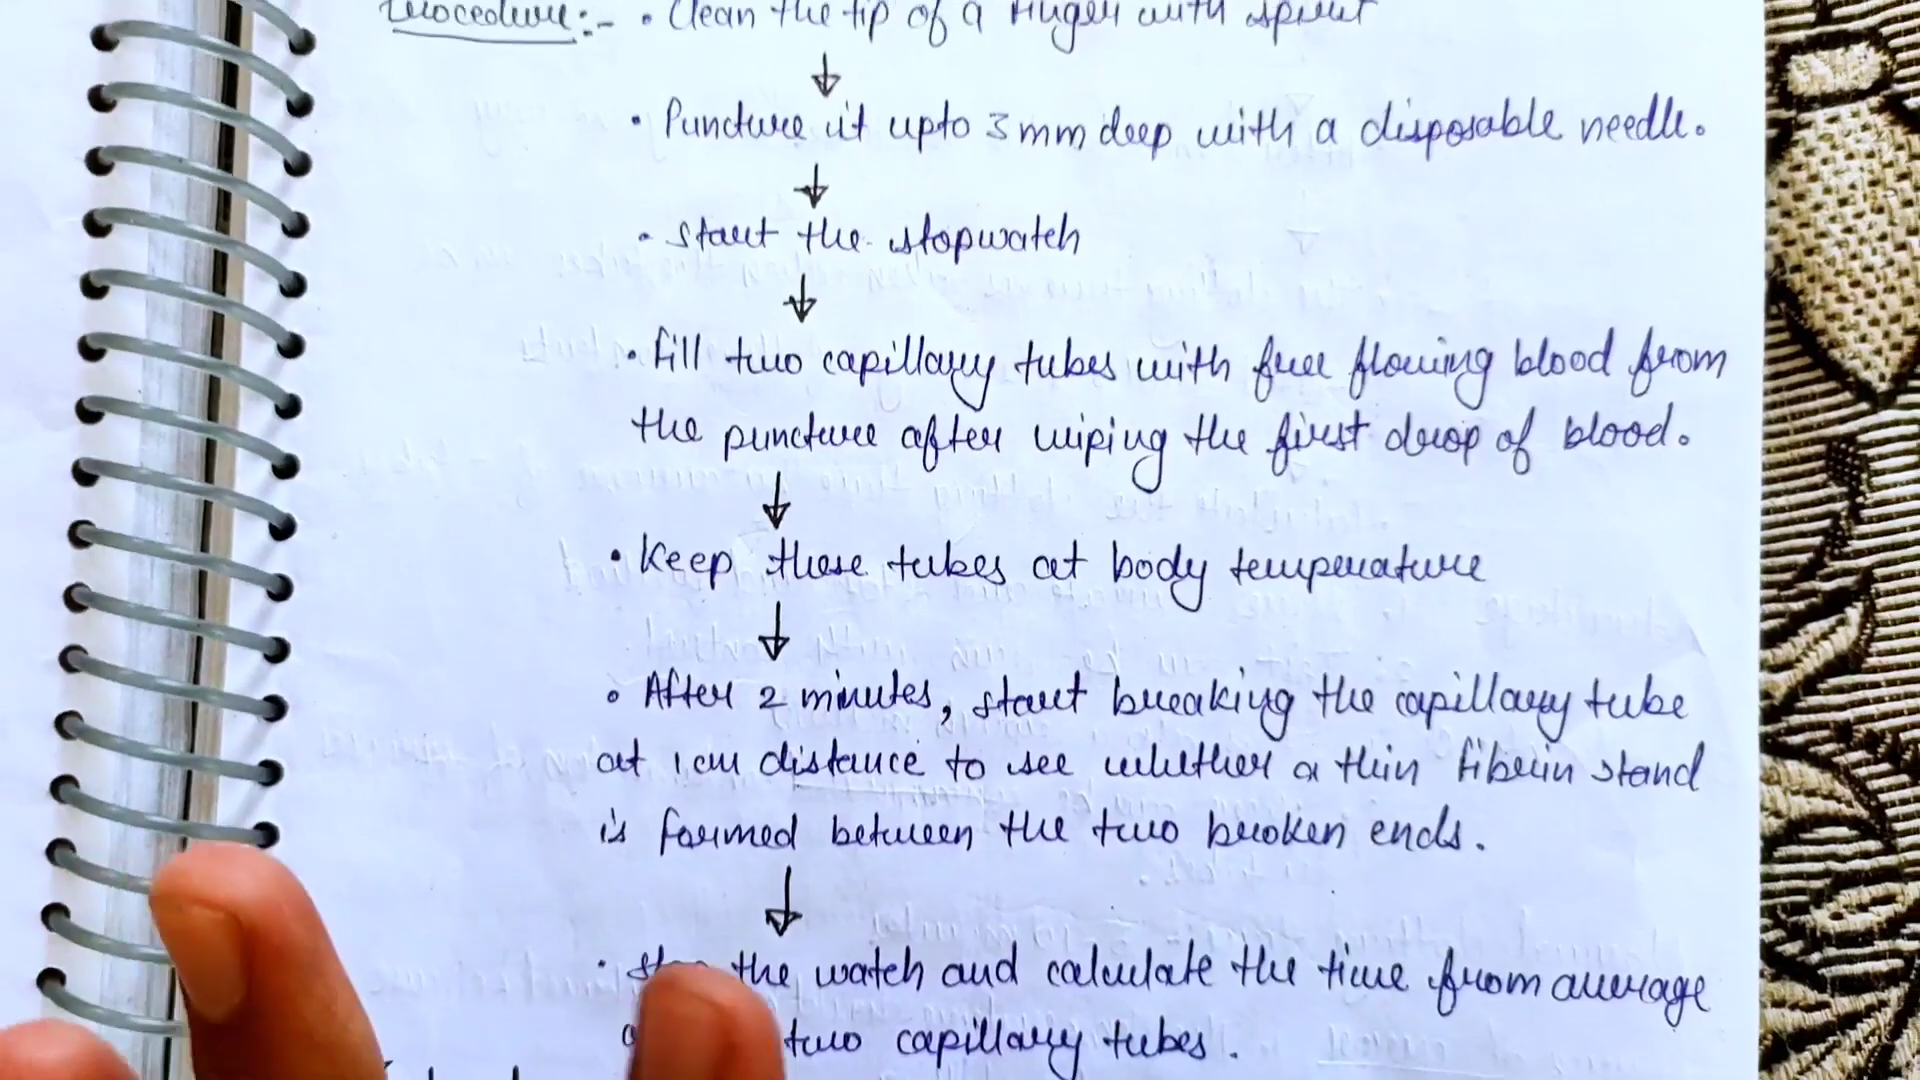 Procedure:- • Clean the tip of a finger with spirit
↓
• Puncture it upto 3 mm deep with a disposable needle.
↓
• Start the stopwatch
↓
• Fill two capillary tubes with free flowing blood from
the puncture after wiping the first drop of blood.
↓
• Keep these tubes at body temperature
↓
• After 2 minutes, start breaking the capillary tube
at 1 cm distance to see whether a thin fibrin stand
is formed between the two broken ends.
↓
• the watch and calculate the time from average
two capillary tubes.